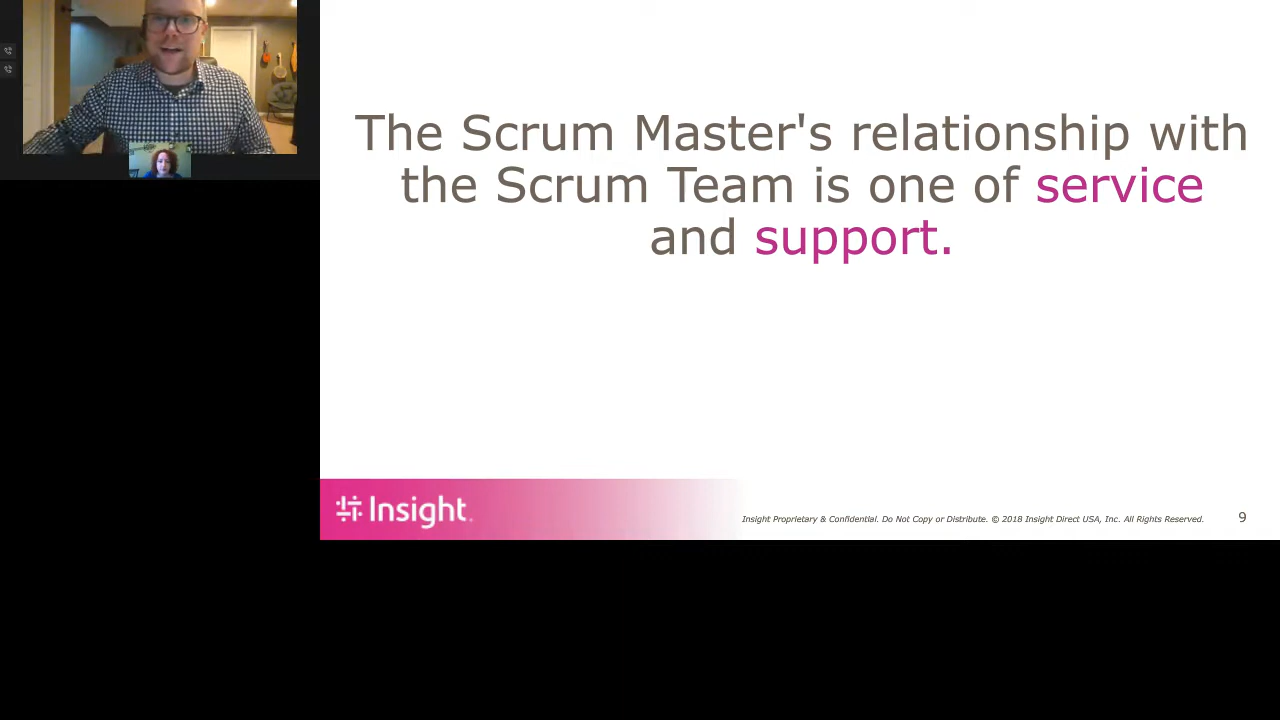 The Scrum Master's relationship with
the Scrum Team is one of service
and support.
Insight.
Insight Proprietary & Confidential. Do Not Copy or Distribute. © 2018 Insight Direct USA, Inc. All Rights Reserved.
9